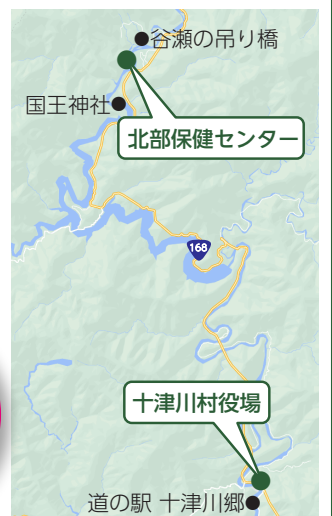 谷瀬の吊り橋
国王神社
北部保健センター
168
十津川村役場
道の駅 十津川郷